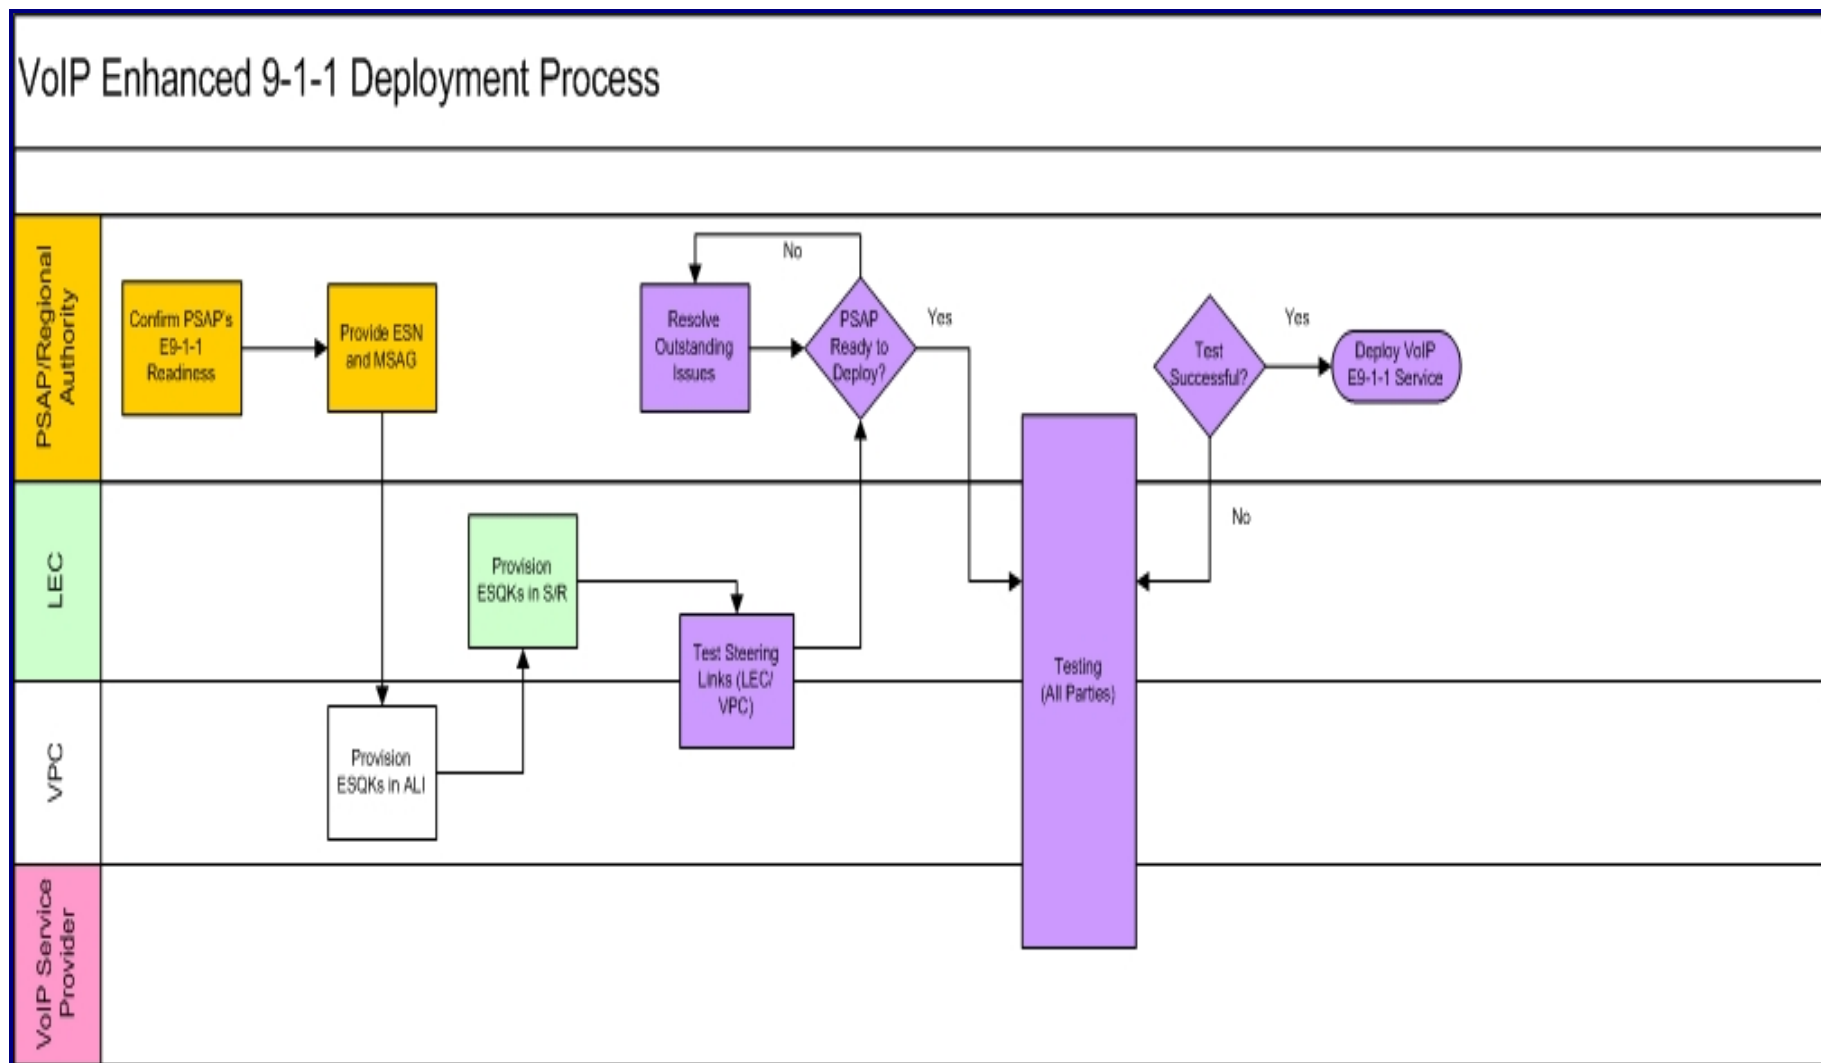 VoIP Enhanced 9-1-1 Deployment Process
PSAP/Regional
Authority
Confirm PSAP's
E9-1-1
Readiness
Provide ESN
and MSAG
No
Resolve
Outstanding
Issues
PSAP
Ready to
Deploy?
Yes
Test
Successful?
Yes
Deploy VoIP
E9-1-1 Service
No
LEC
Provision
ESQKs in S/R
Test Steering
Links (LEC/
VPC)
Testing
(All Parties)
VPC
Provision
ESQKs in ALI
VoIP Service
Provider